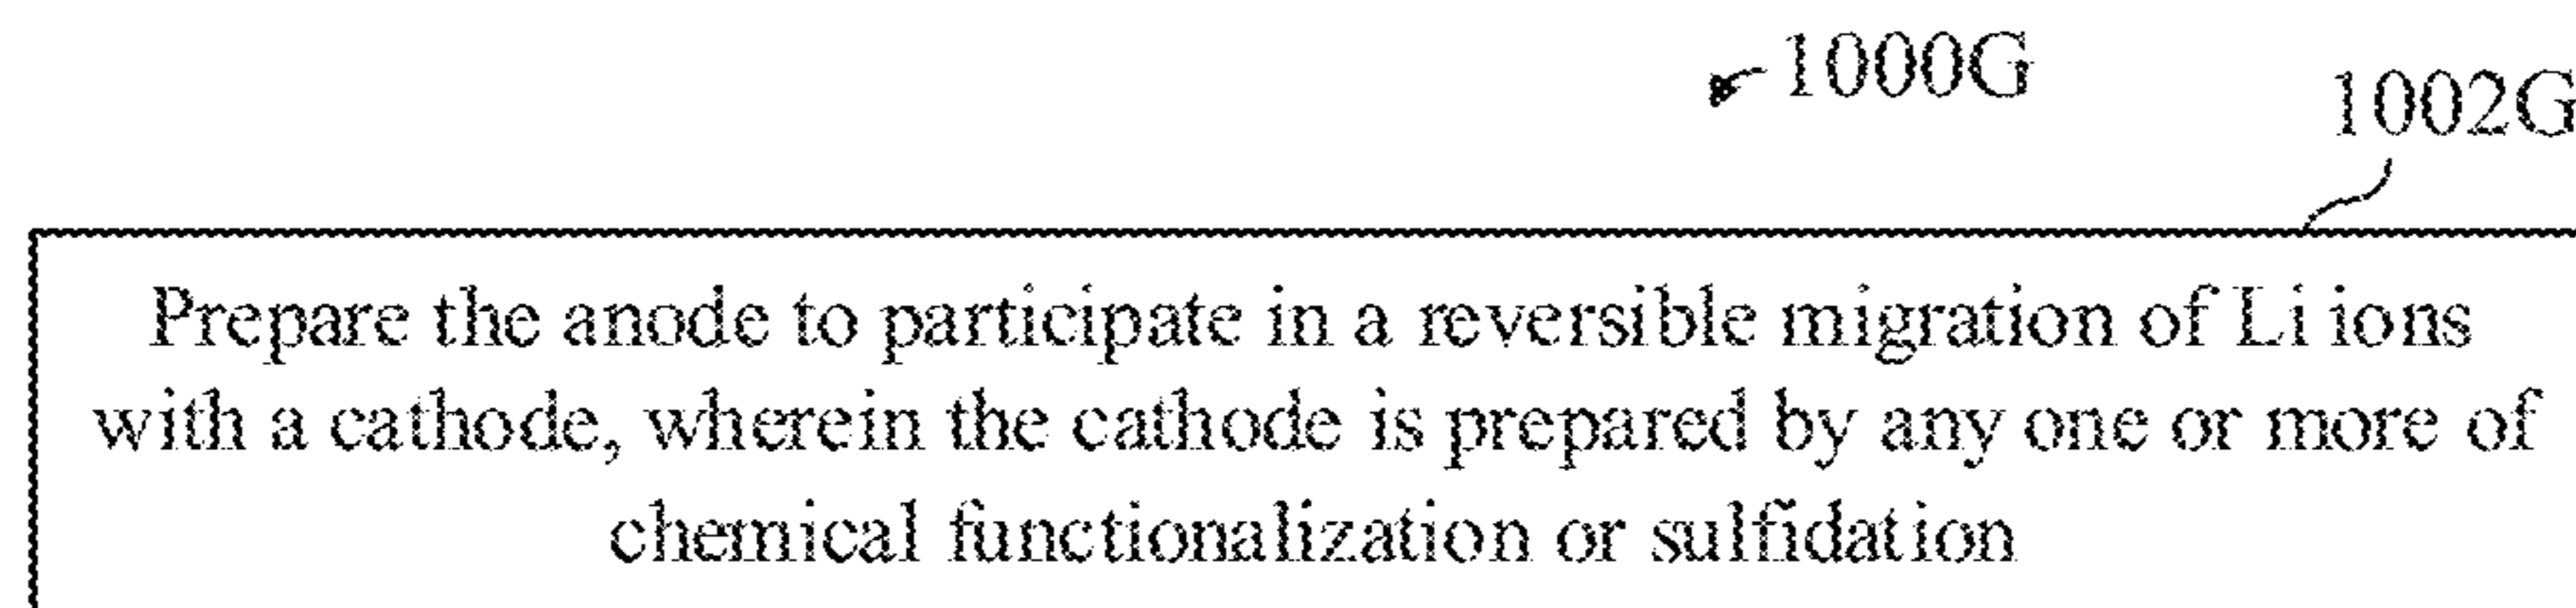 1000G
1002G
Prepare the anode to participate in a reversible migration of Li ions
with a cathode, wherein the cathode is prepared by any one or more of
chemical functionalization or sulfidation